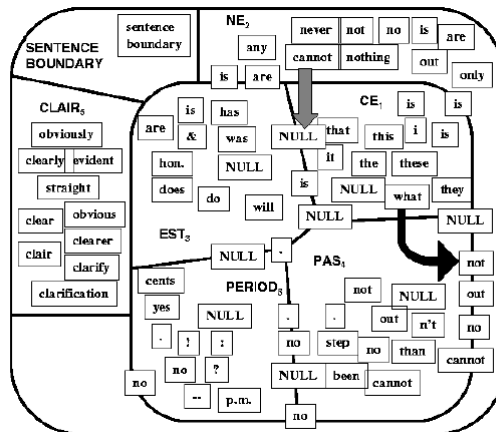 NE2
sentence boundary
SENTENCE BOUNDARY
never not no is are
any
cannot nothing out only
is are
CLAIR5
CE1
is has is is
are & was NULL that this i is
obviously
clearly evident
hon. NULL it the these
straight
does is NULL what they
do will
clear obvious
NULL NULL
clearer
clair
EST3
clarify
NULL . PAS4 not
clarification
cents PERIOD6
not NULL out
yes NULL
. . out n't no
. ! : no step no than cannot
no ? NULL been cannot
no -- p.m.
no